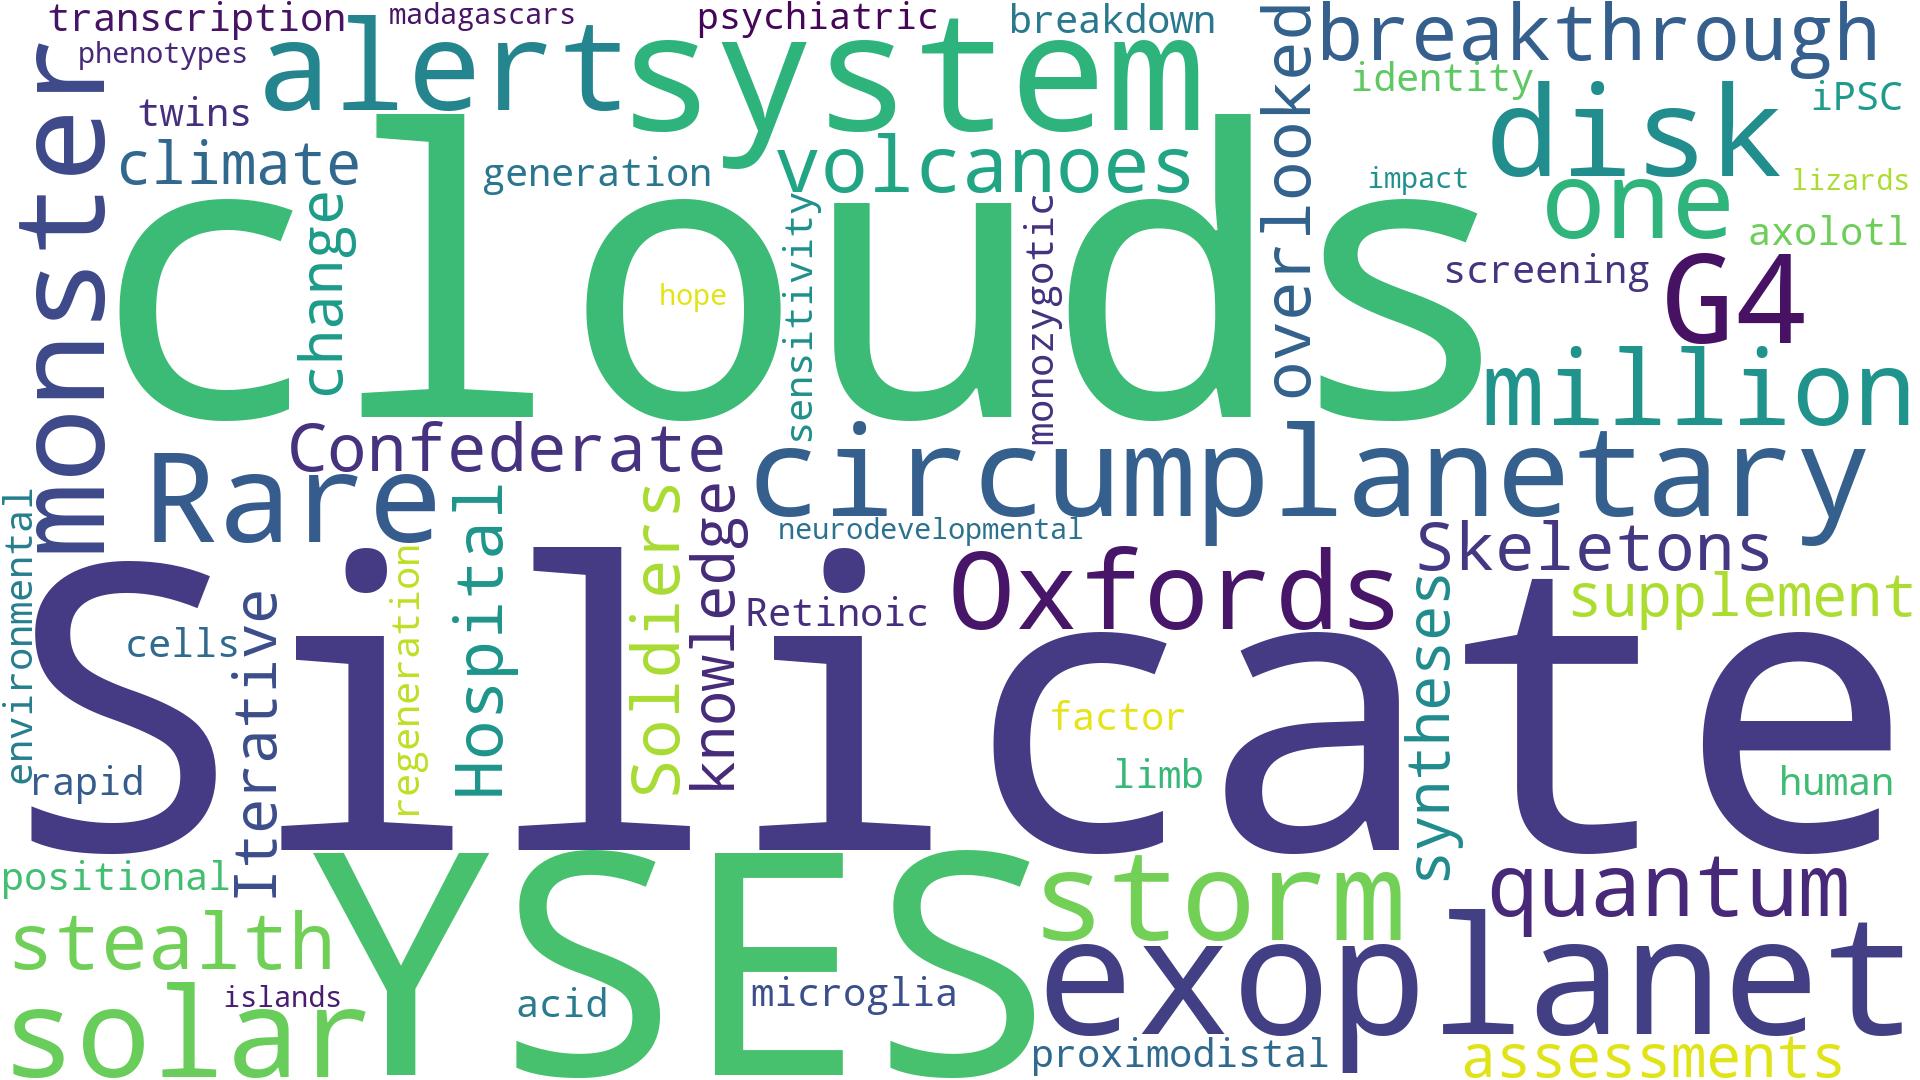 transcription
madagascars
psychiatric
breakdown
breakthrough
phenotypes
alert
system
overlooked
identity
monster
twins
disk
iPSC
climate
generation
volcanoes
impact
one
lizards
change
clouds
sensitivity
monozygotic
axolotl
hope
screening
G4
million
Confederate
Rare
circumplanetary
environmental
Hospital
Soldiers
knowledge
neurodevelopmental
Skeletons
regeneration
Oxfords
syntheses
supplement
Iterative
cells
Retinoic
Silicate
factor
rapid
limb
human
positional
YSES
storm
quantum
stealth
exoplanet
solar
islands
acid
microglia
proximodistal
assessments